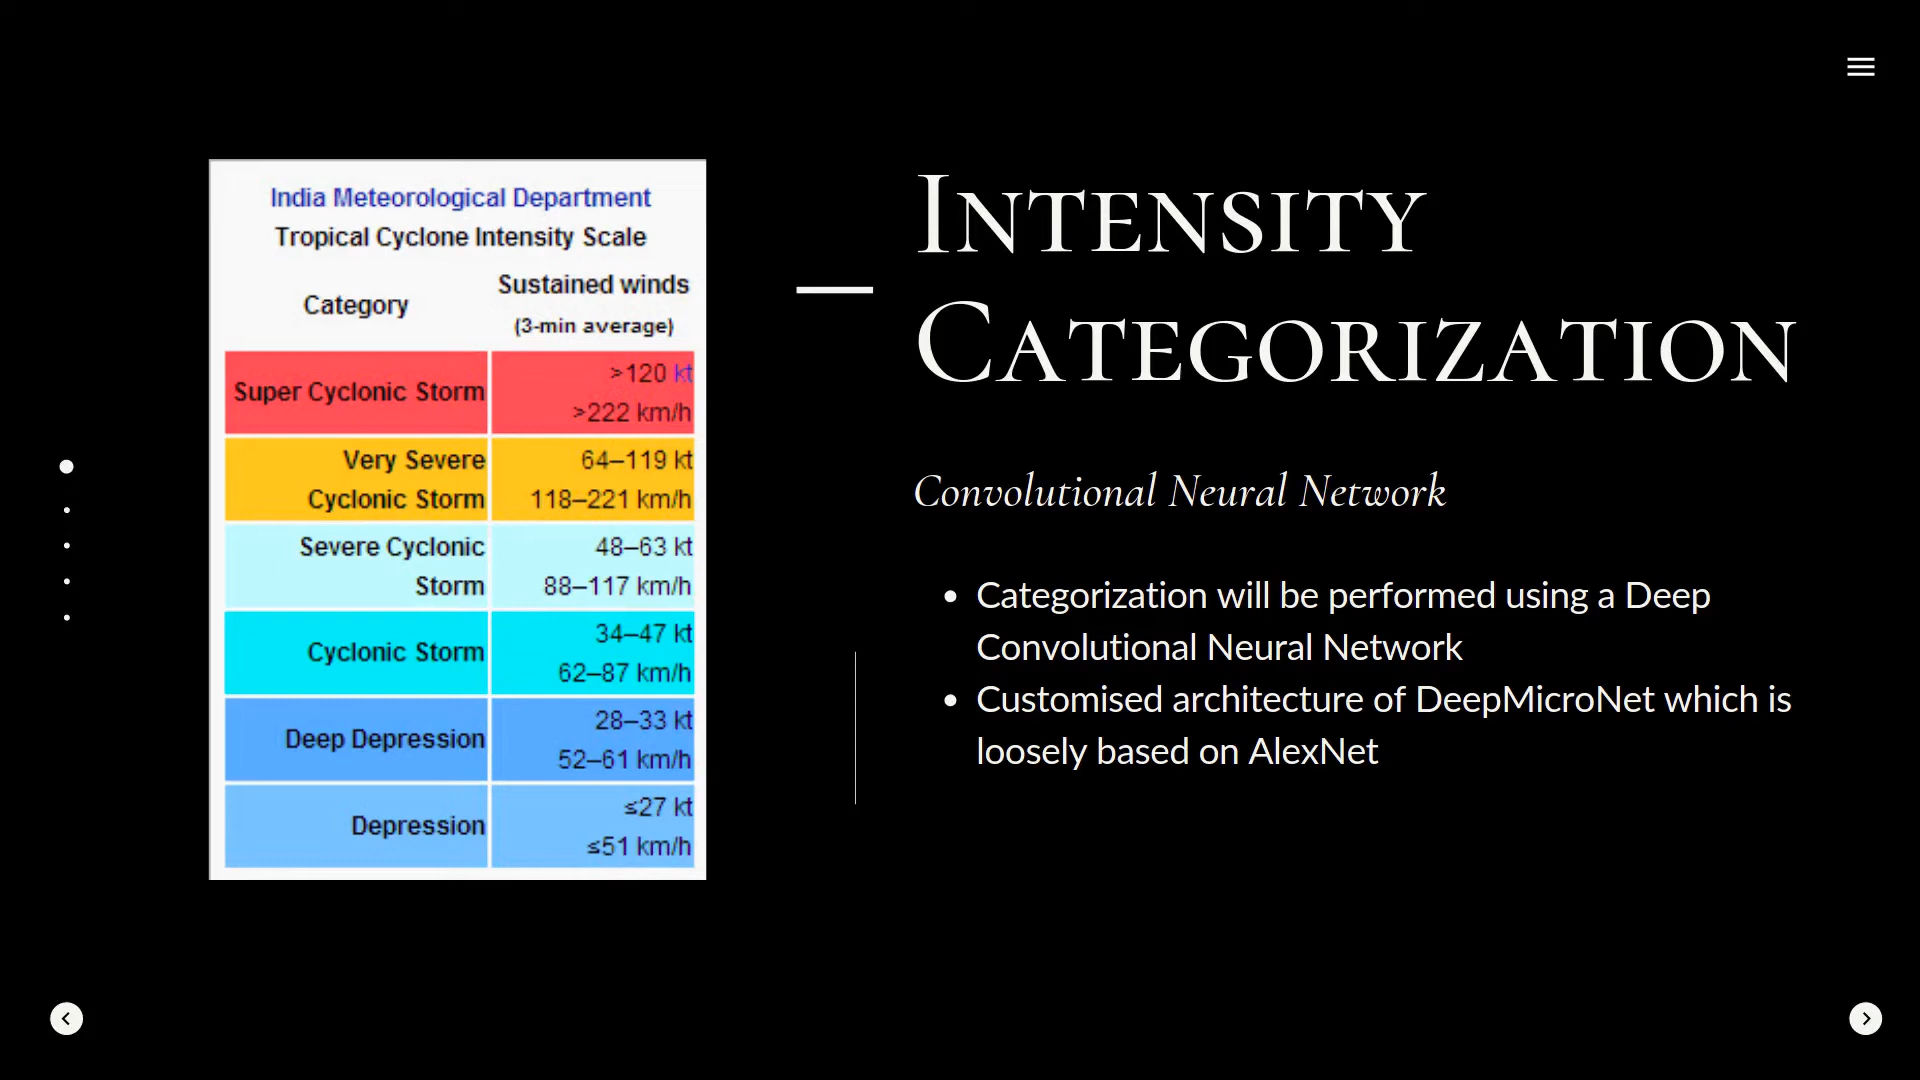 India Meteorological Department
Tropical Cyclone Intensity Scale
Category
Sustained winds
(3-min average)
Super Cyclonic Storm
>120 kt
>222 km/h
Very Severe
Cyclonic Storm
64–119 kt
118–221 km/h
Severe Cyclonic
Storm
48–63 kt
88–117 km/h
Cyclonic Storm
34–47 kt
62–87 km/h
Deep Depression
28–33 kt
52–61 km/h
Depression
≤27 kt
≤51 km/h
INTENSITY
CATEGORIZATION
Convolutional Neural Network
• Categorization will be performed using a Deep
Convolutional Neural Network
• Customised architecture of DeepMicroNet which is
loosely based on AlexNet